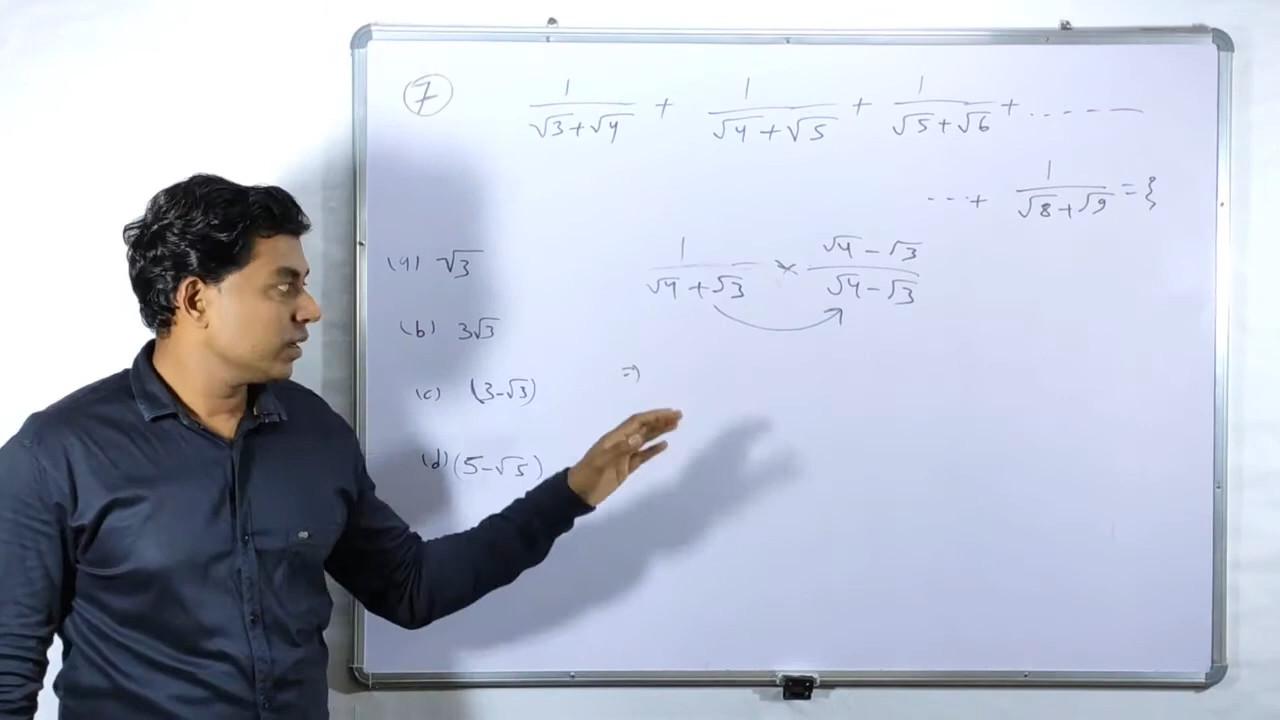 7 1/(√3+√4) + 1/(√4+√5) + 1/(√5+√6) + ........
...+ 1/(√8+√9) = }
1/(√4+√3) × (√4-√3)/(√4-√3)
(a) √3
(b) 3√3
(c) (3-√3)
(d) (5-√5)
⇒